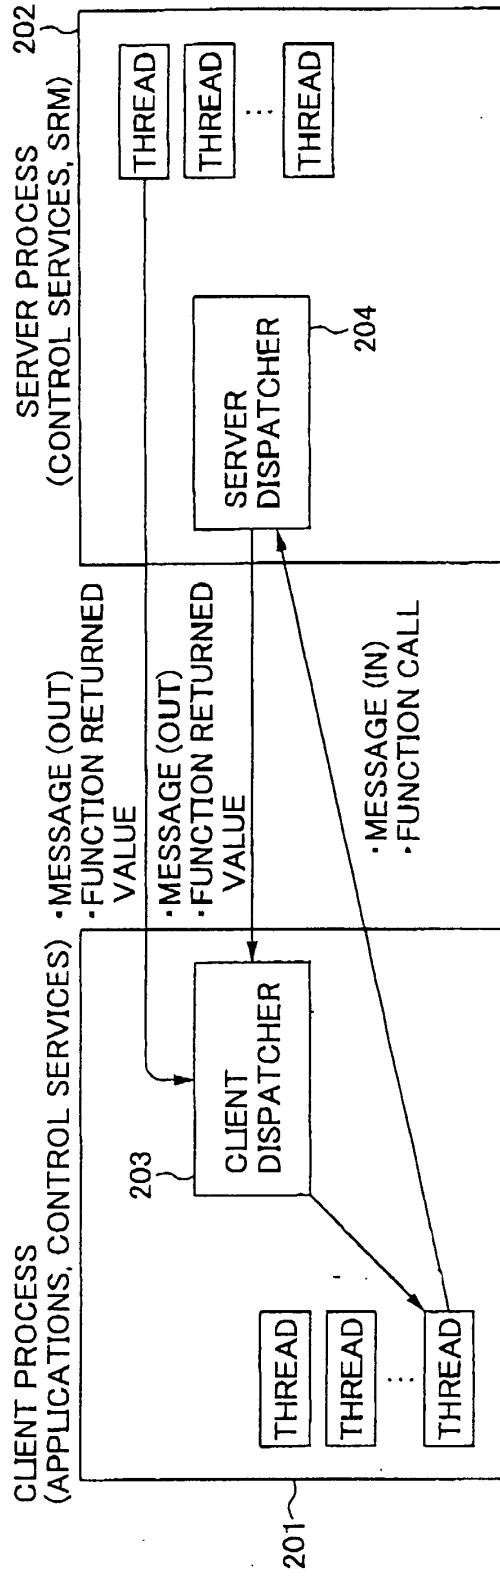 CLIENT PROCESS
(APPLICATIONS, CONTROL SERVICES)
201
THREAD
THREAD
THREAD
203
CLIENT
DISPATCHER
·MESSAGE (OUT)
·FUNCTION RETURNED
VALUE
·MESSAGE (OUT)
·FUNCTION RETURNED
VALUE
·MESSAGE (IN)
·FUNCTION CALL
SERVER PROCESS
(CONTROL SERVICES, SRM)
202
SERVER
DISPATCHER
204
THREAD
THREAD
THREAD